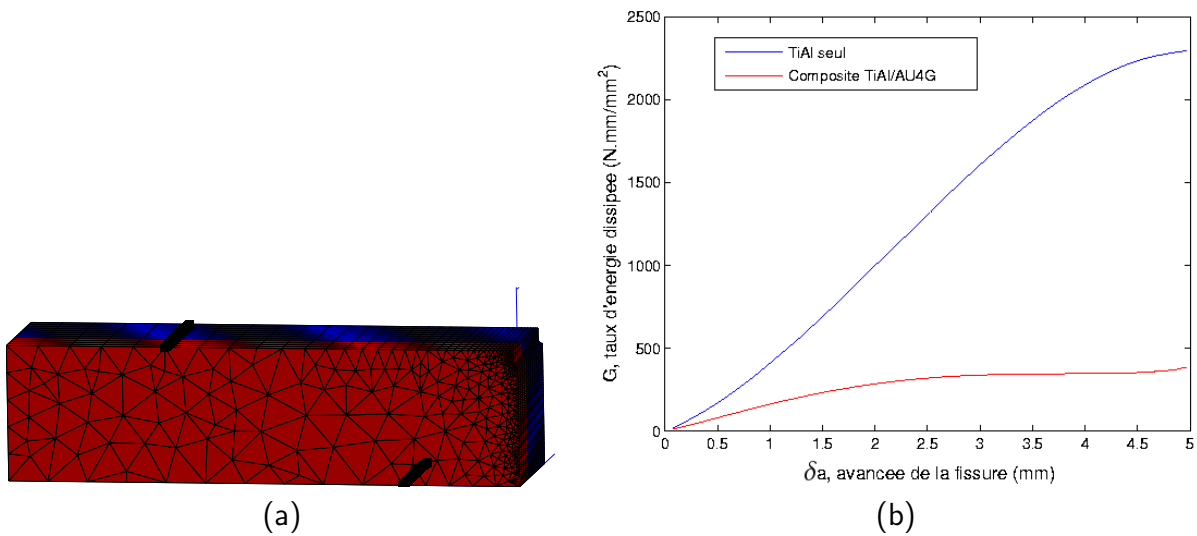 2500
2000
1500
1000
500
0
G, taux d'energie dissipee (N.mm/mm²)
TiAl seul
Composite TiAl/AU4G
0 0.5 1 1.5 2 2.5 3 3.5 4 4.5 5
δa, avancee de la fissure (mm)
(a)
(b)